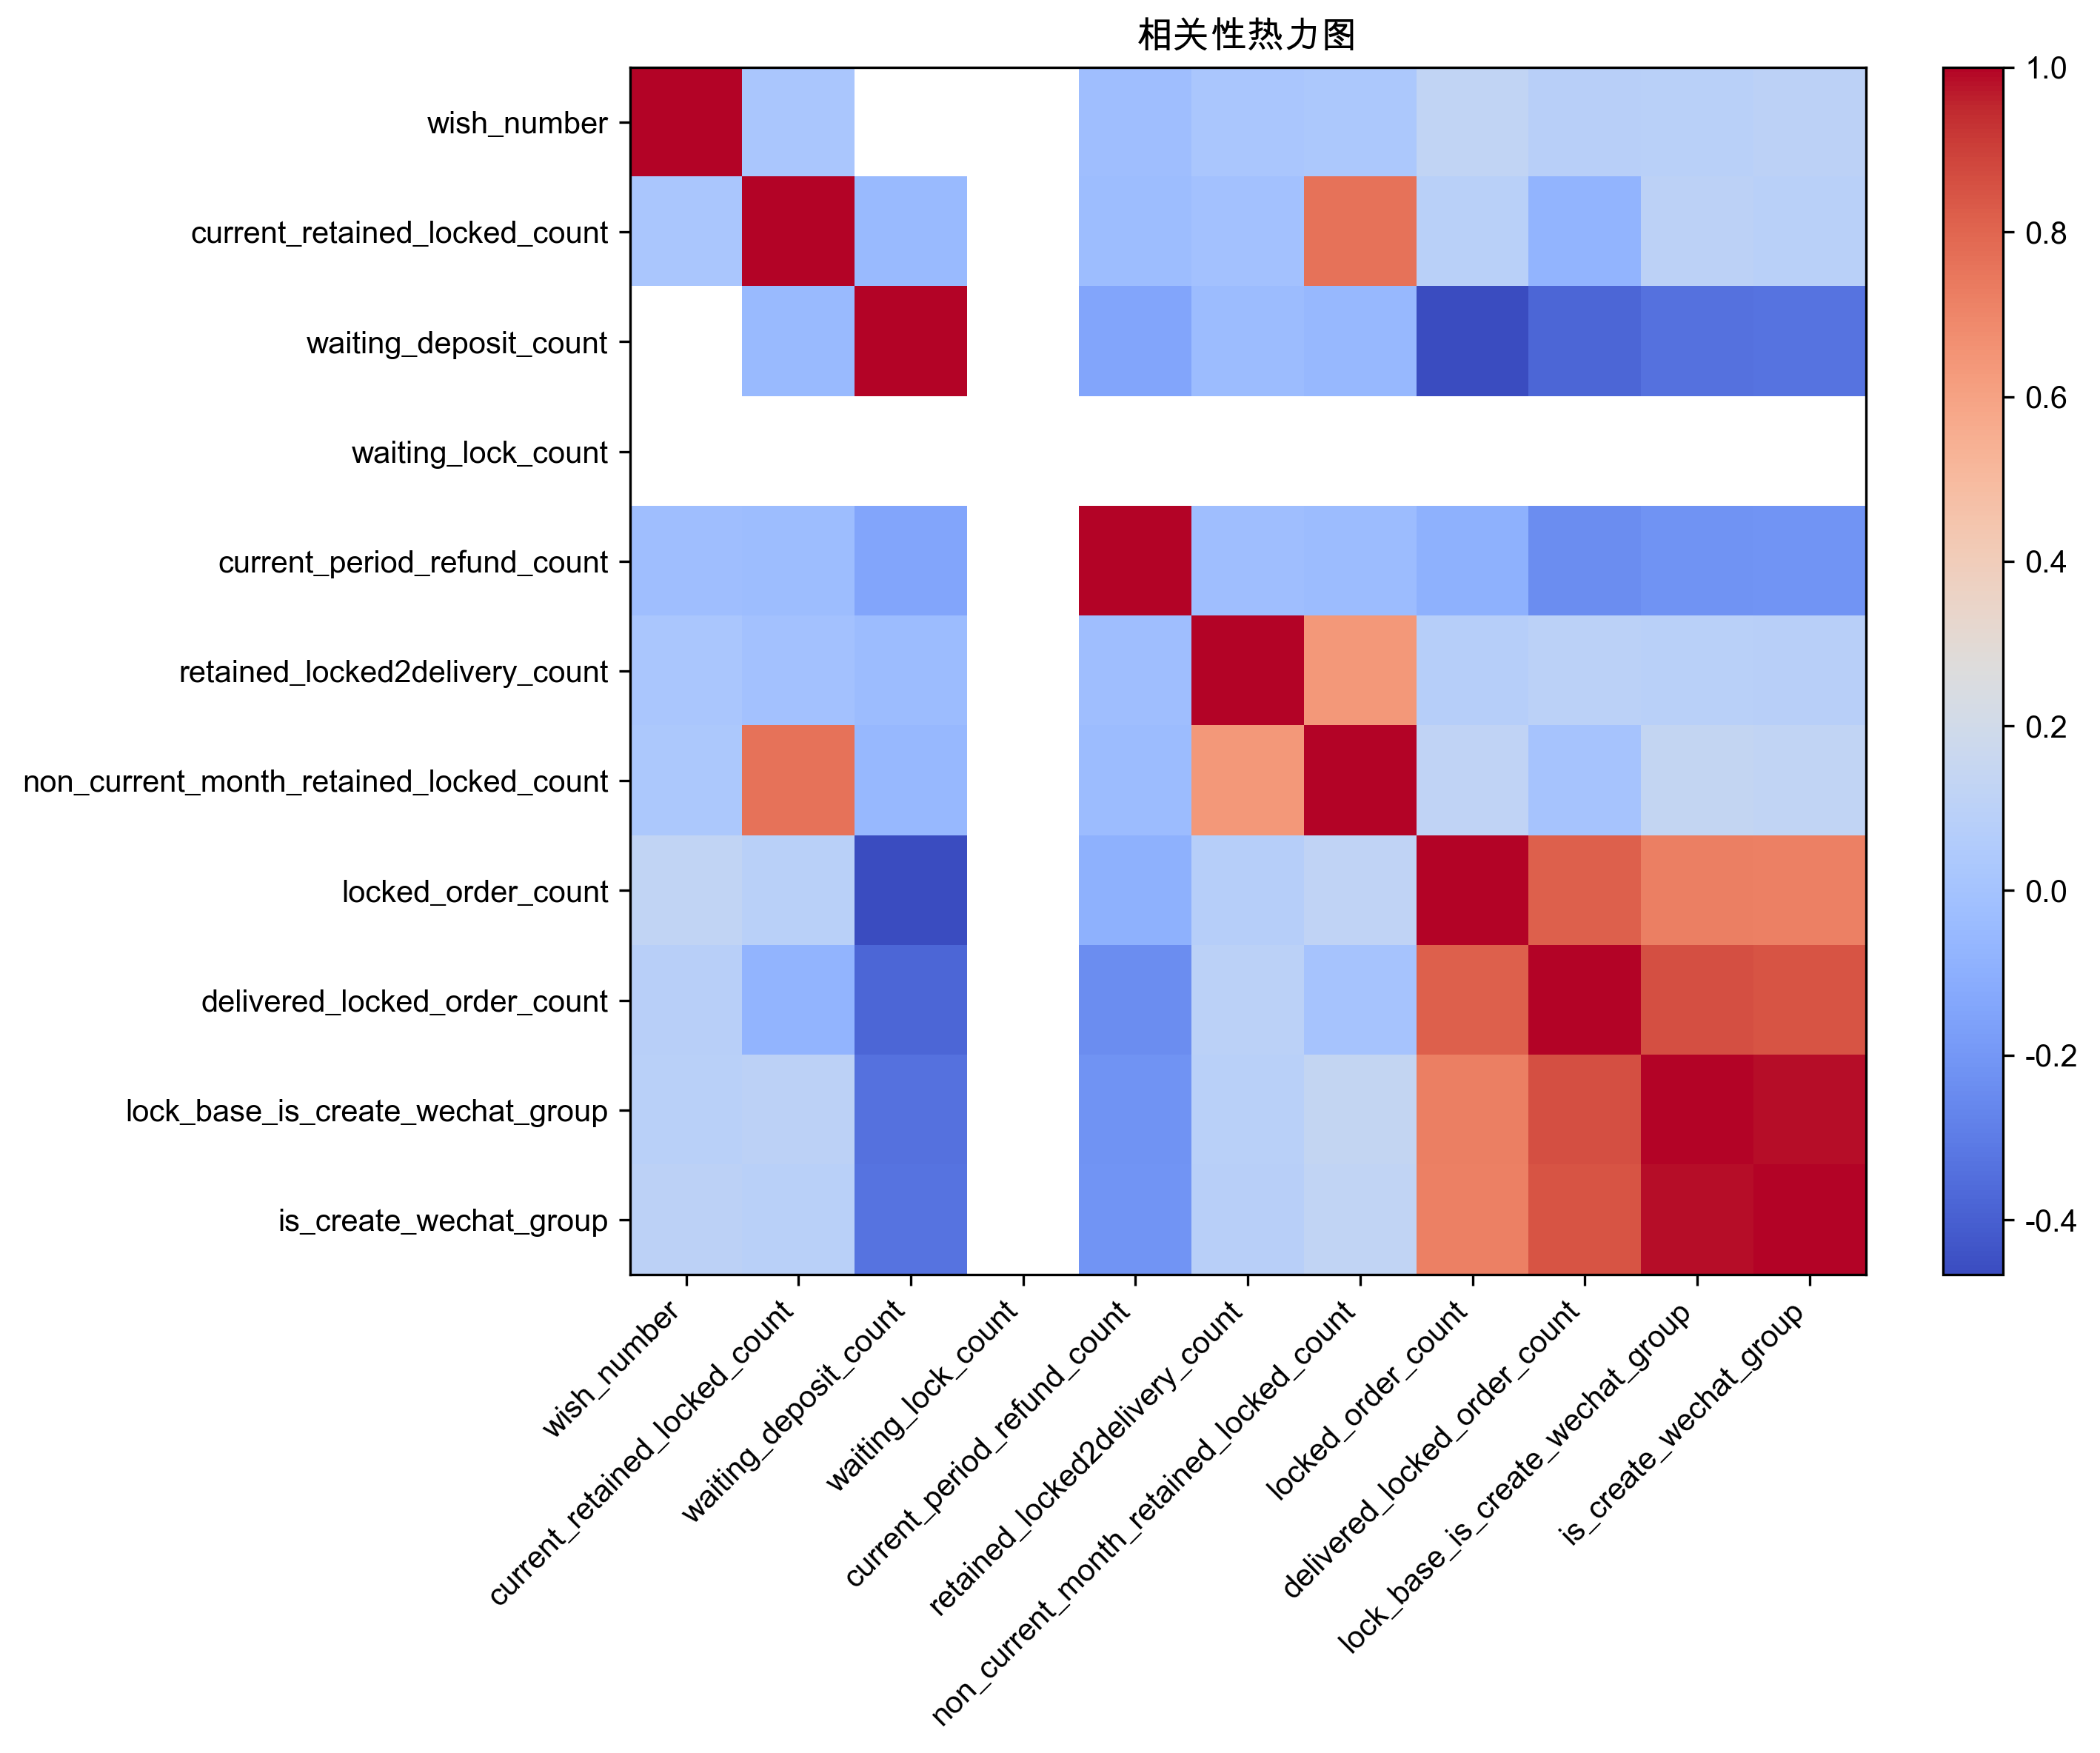 相关性热力图
wish_number
current_retained_locked_count
waiting_deposit_count
waiting_lock_count
current_period_refund_count
retained_locked2delivery_count
non_current_month_retained_locked_count
locked_order_count
delivered_locked_order_count
lock_base_is_create_wechat_group
is_create_wechat_group
wish_number
current_retained_locked_count
waiting_deposit_count
waiting_lock_count
current_period_refund_count
retained_locked2delivery_count
non_current_month_retained_locked_count
locked_order_count
delivered_locked_order_count
lock_base_is_create_wechat_group
is_create_wechat_group
1.0
0.8
0.6
0.4
0.2
0.0
-0.2
-0.4